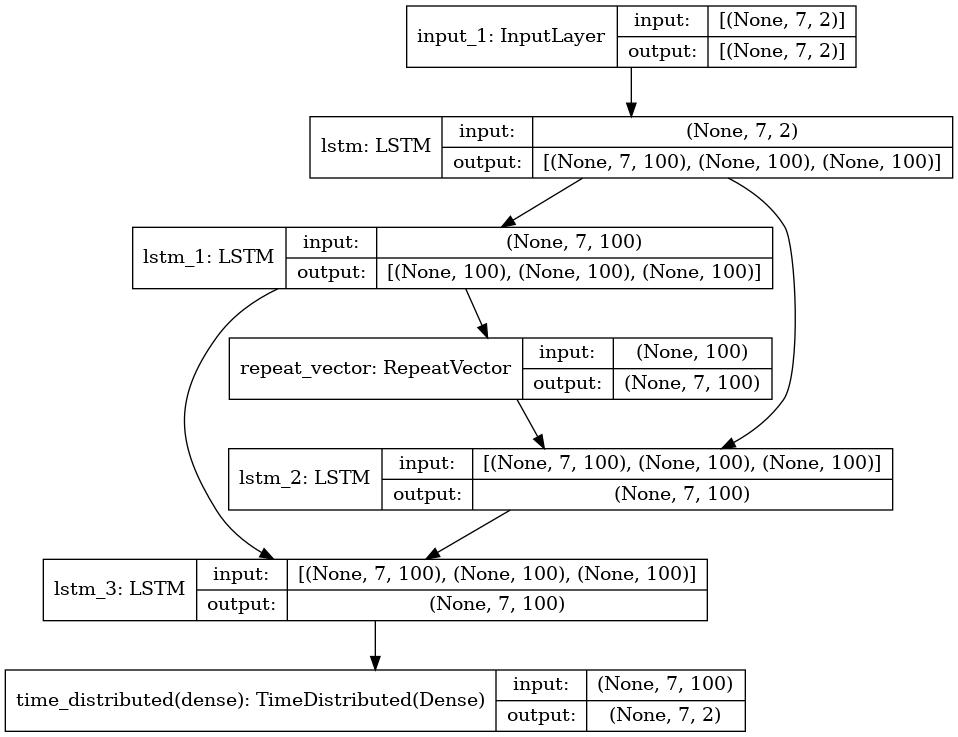 input_1: InputLayer
input: [(None, 7, 2)]
output: [(None, 7, 2)]
lstm: LSTM
input: (None, 7, 2)
output: [(None, 7, 100), (None, 100), (None, 100)]
lstm_1: LSTM
input: (None, 7, 100)
output: [(None, 100), (None, 100), (None, 100)]
repeat_vector: RepeatVector
input: (None, 100)
output: (None, 7, 100)
lstm_2: LSTM
input: [(None, 7, 100), (None, 100), (None, 100)]
output: (None, 7, 100)
lstm_3: LSTM
input: [(None, 7, 100), (None, 100), (None, 100)]
output: (None, 7, 100)
time_distributed(dense): TimeDistributed(Dense)
input: (None, 7, 100)
output: (None, 7, 2)